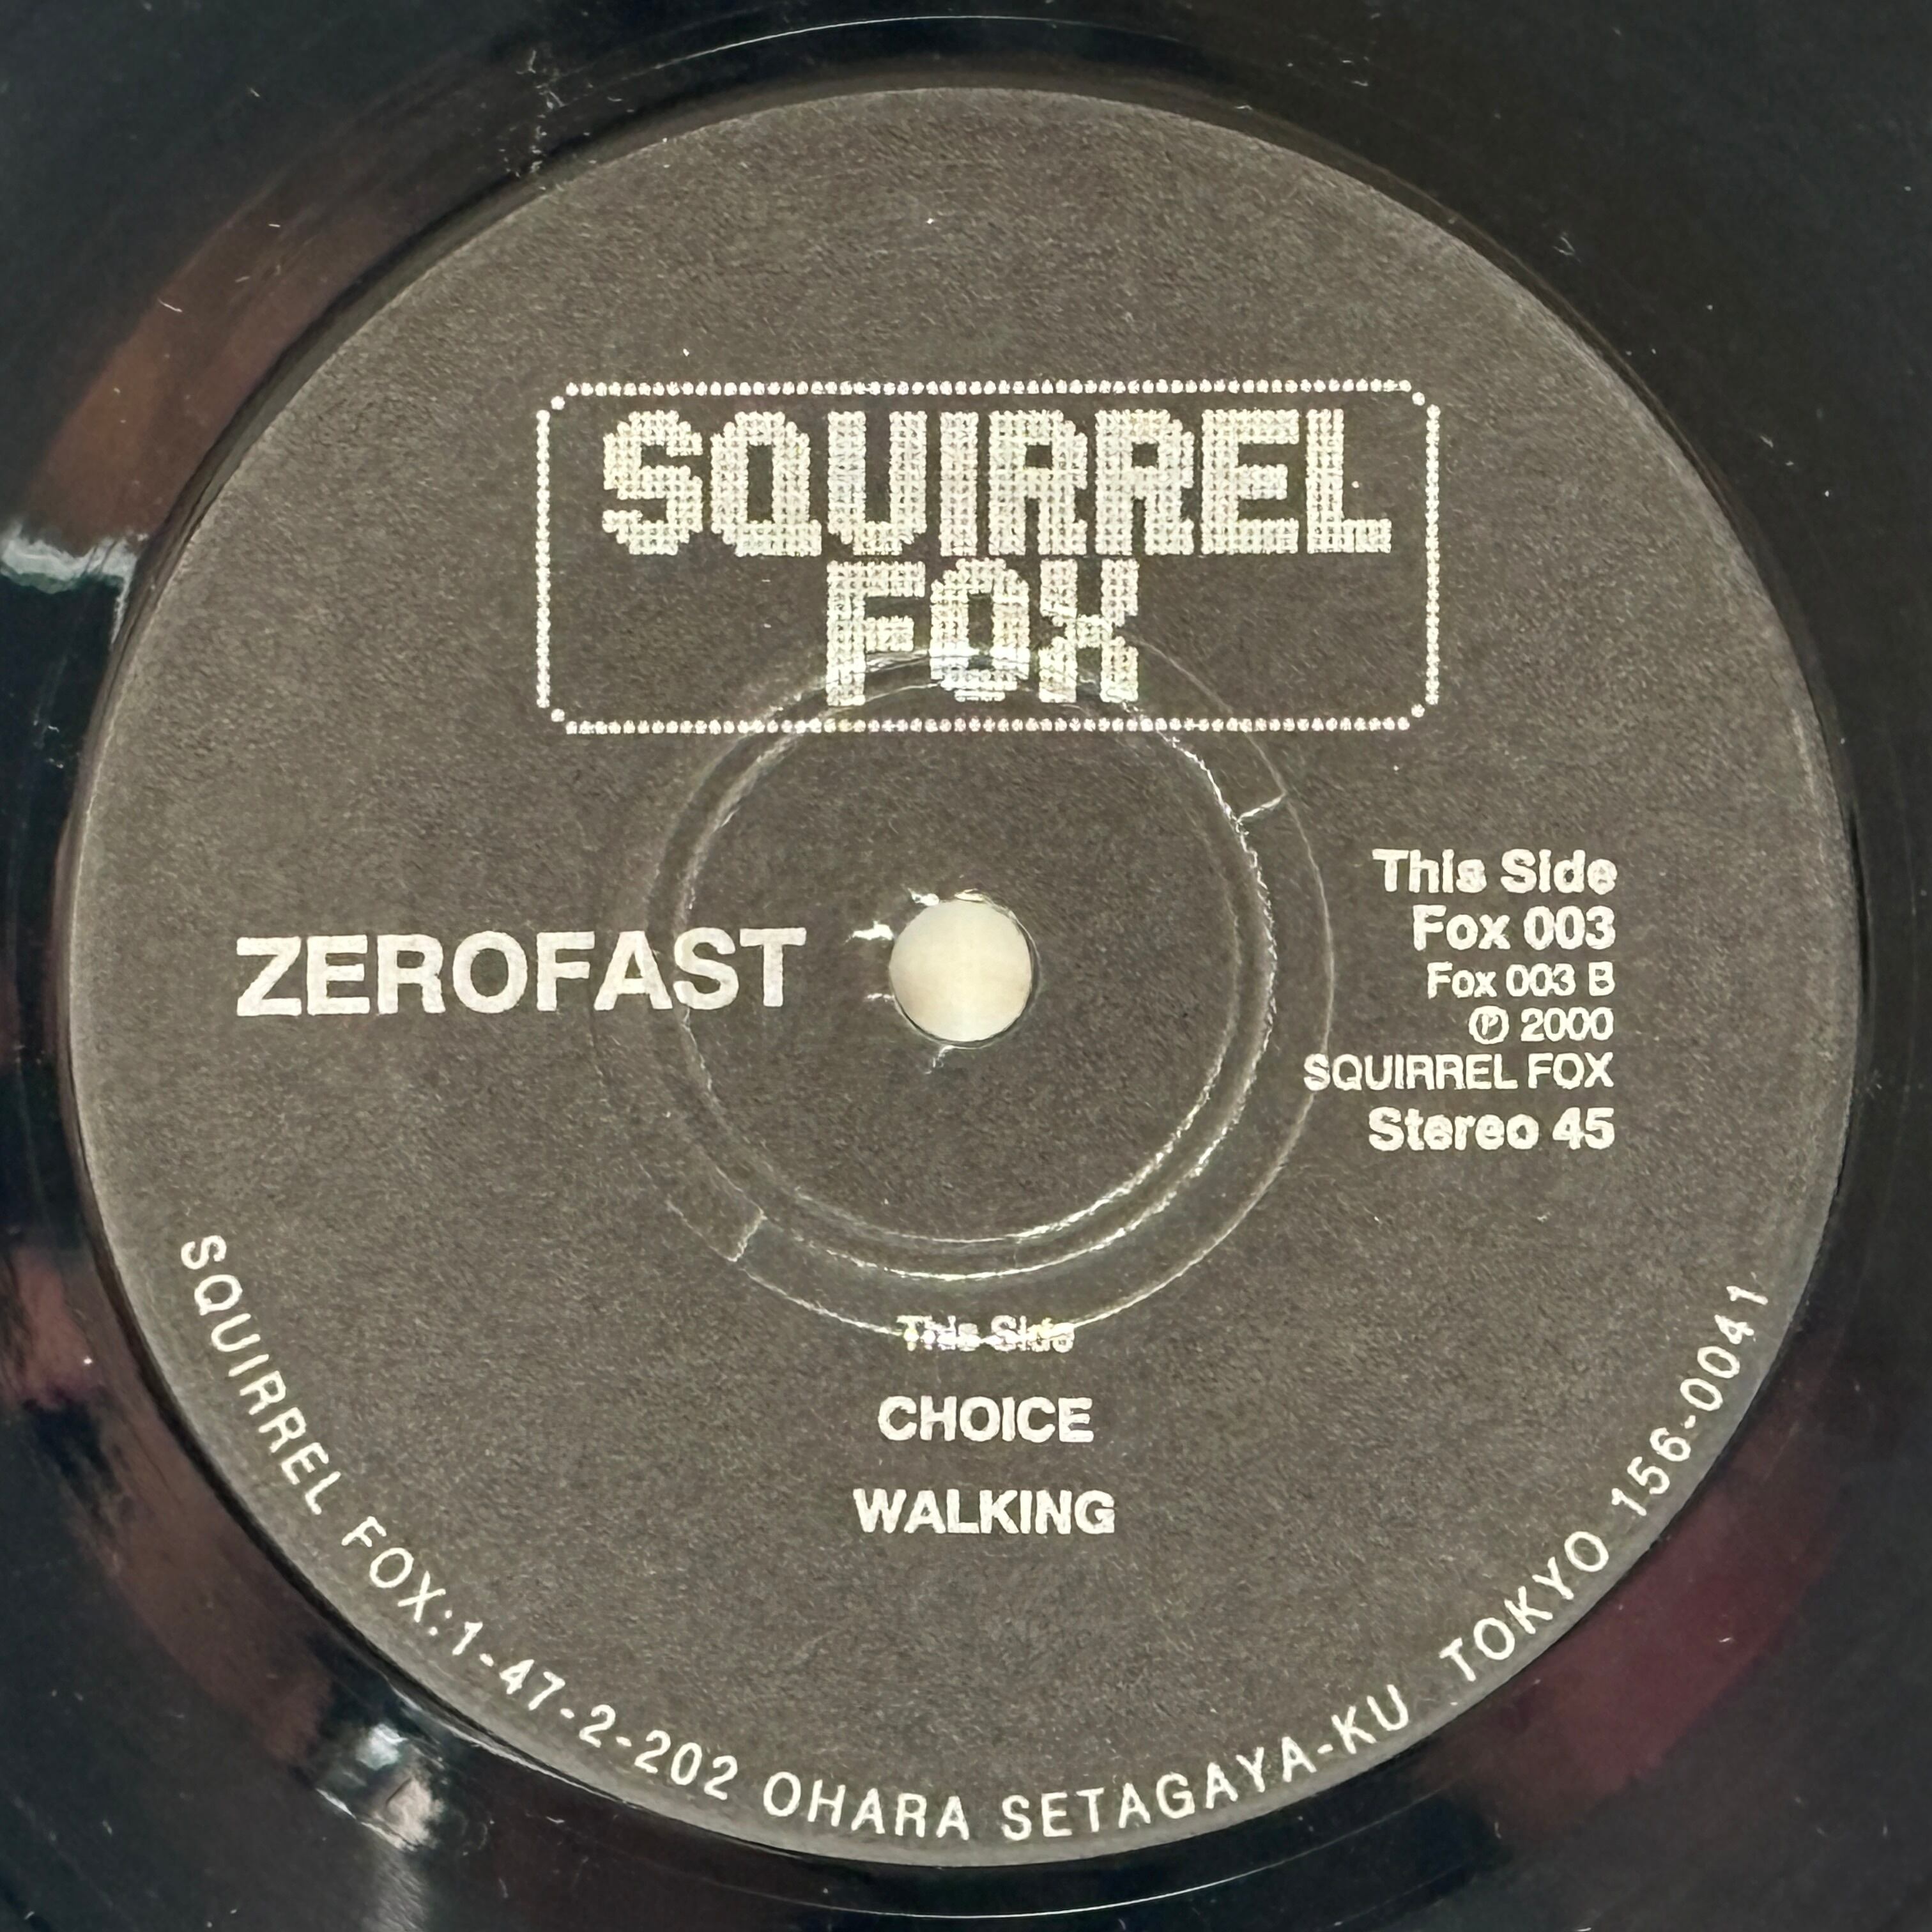 SQUIRREL
FOX
ZEROFAST
This Side
Fox 003
Fox 003 B
℗ 2000
SQUIRREL FOX
Stereo 45
This Side
CHOICE
WALKING
SQUIRREL FOX:1-47-2-202 OHARA SETAGAYA-KU TOKYO 156-0041